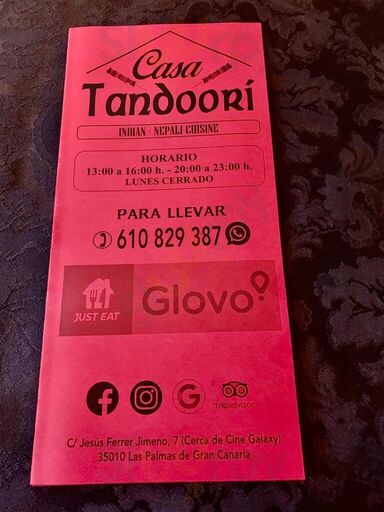 Casa
Tandoorí
INDIAN - NEPALI CUISINE
HORARIO
13:00 a 16:00 h. - 20:00 a 23:00 h.
LUNES CERRADO
PARA LLEVAR
610 829 387
JUST EAT
Glovo
G
tripadvisor
C/ Jesús Ferrer Jimeno, 7 (Cerca de Cine Galaxy)
35010 Las Palmas de Gran Canaria